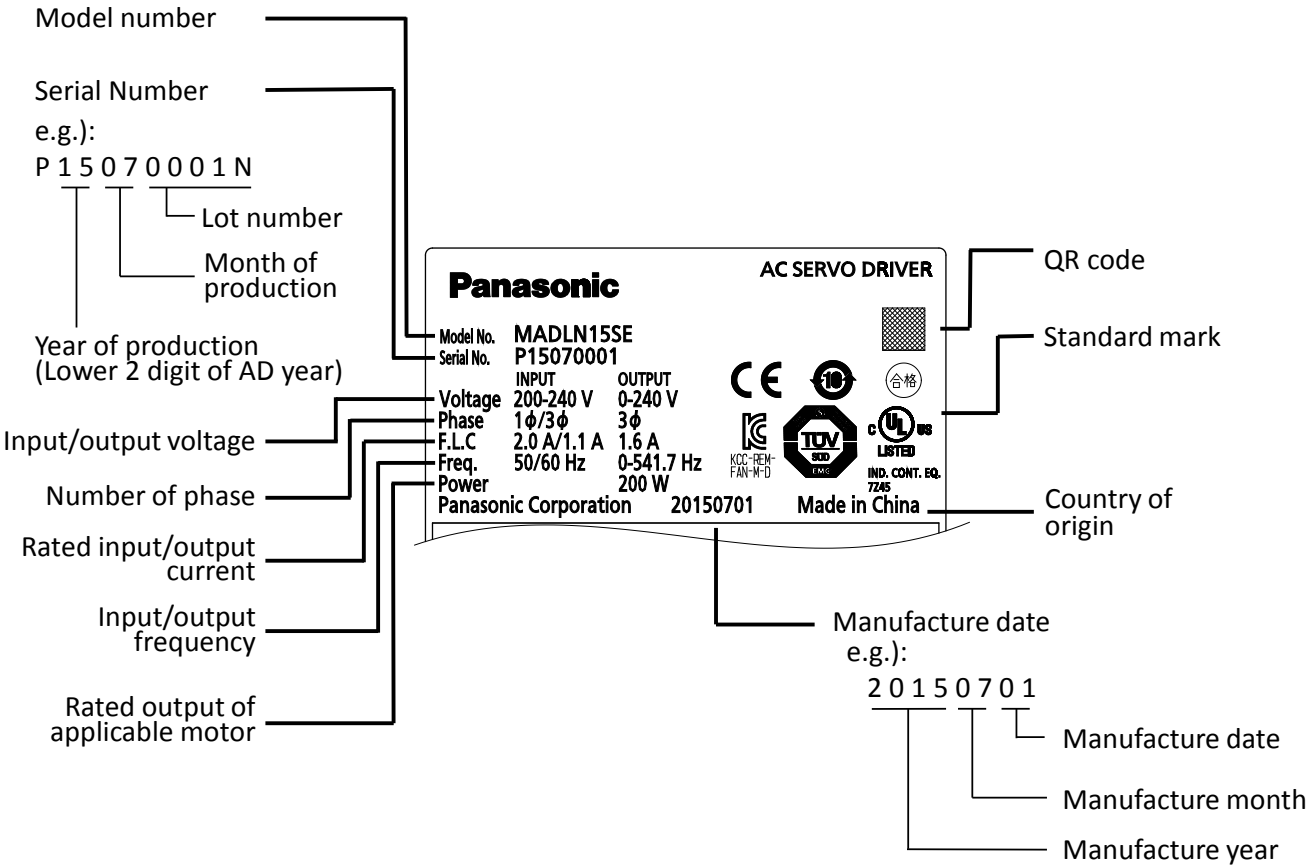 Model number
Serial Number
e.g.):
P 1 5 0 7 0 0 0 1 N
Lot number
Month of
production
Year of production
(Lower 2 digit of AD year)
Input/output voltage
Number of phase
Rated input/output
current
Input/output
frequency
Rated output of
applicable motor
Panasonic
AC SERVO DRIVER
Model No. MADLN15SE
Serial No. P15070001
INPUT OUTPUT
Voltage 200-240 V 0-240 V
Phase 1ϕ/3ϕ 3ϕ
F.L.C 2.0 A/1.1 A 1.6 A
Freq. 50/60 Hz 0-541.7 Hz
Power 200 W
Panasonic Corporation 20150701 Made in China
CE
10
合格
KCC-REM-
FAN-M-D
TÜV
SÜD
EMC
C UL US
LISTED
IND. CONT. EQ.
7Z45
QR code
Standard mark
Country of
origin
Manufacture date
e.g.):
2 0 1 5 0 7 0 1
Manufacture date
Manufacture month
Manufacture year